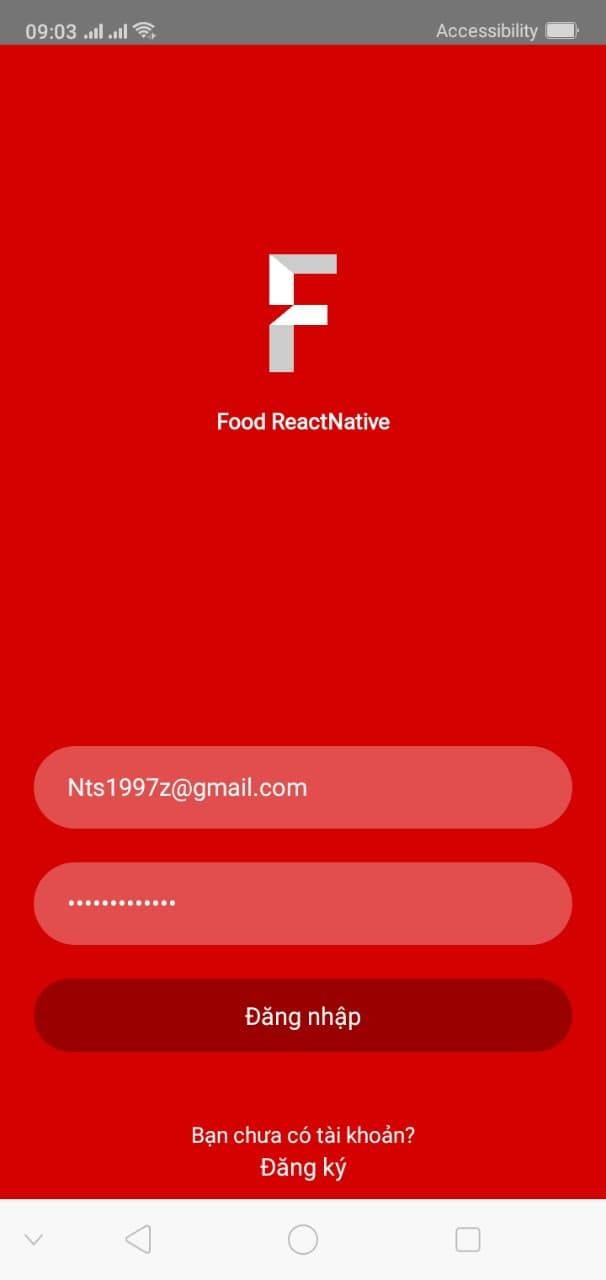 09:03
Accessibility
F
Food ReactNative
Nts1997z@gmail.com
•••••••••••••
Đăng nhập
Bạn chưa có tài khoản?
Đăng ký